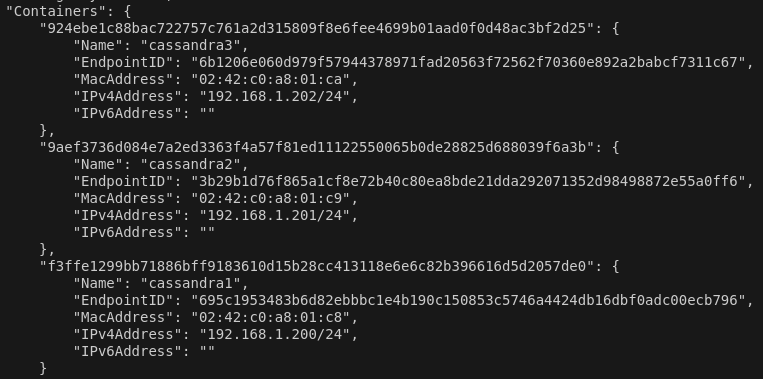 "Containers": {
    "924ebe1c88bac722757c761a2d315809f8e6fee4699b01aad0f0d48ac3bf2d25": {
        "Name": "cassandra3",
        "EndpointID": "6b1206e060d979f57944378971fad20563f72562f70360e892a2babcf7311c67",
        "MacAddress": "02:42:c0:a8:01:ca",
        "IPv4Address": "192.168.1.202/24",
        "IPv6Address": ""
    },
    "9aef3736d084e7a2ed3363f4a57f81ed11122550065b0de28825d688039f6a3b": {
        "Name": "cassandra2",
        "EndpointID": "3b29b1d76f865a1cf8e72b40c80ea8bde21dda292071352d98498872e55a0ff6",
        "MacAddress": "02:42:c0:a8:01:c9",
        "IPv4Address": "192.168.1.201/24",
        "IPv6Address": ""
    },
    "f3ffe1299bb71886bff9183610d15b28cc413118e6e6c82b396616d5d2057de0": {
        "Name": "cassandra1",
        "EndpointID": "695c1953483b6d82ebbbc1e4b190c150853c5746a4424db16dbf0adc00ecb796",
        "MacAddress": "02:42:c0:a8:01:c8",
        "IPv4Address": "192.168.1.200/24",
        "IPv6Address": ""
    }